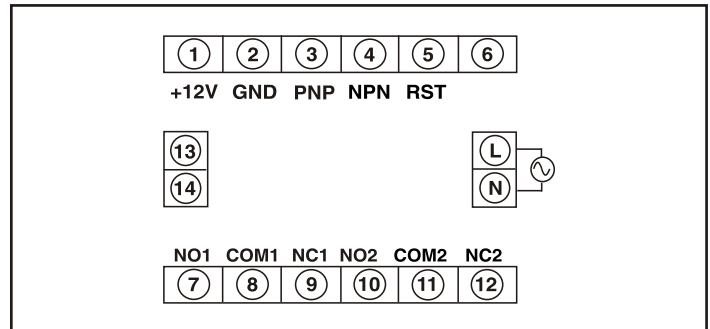 1 2 3 4 5 6
+12V GND PNP NPN RST
13 L
14 N
NO1 COM1 NC1 NO2 COM2 NC2
7 8 9 10 11 12